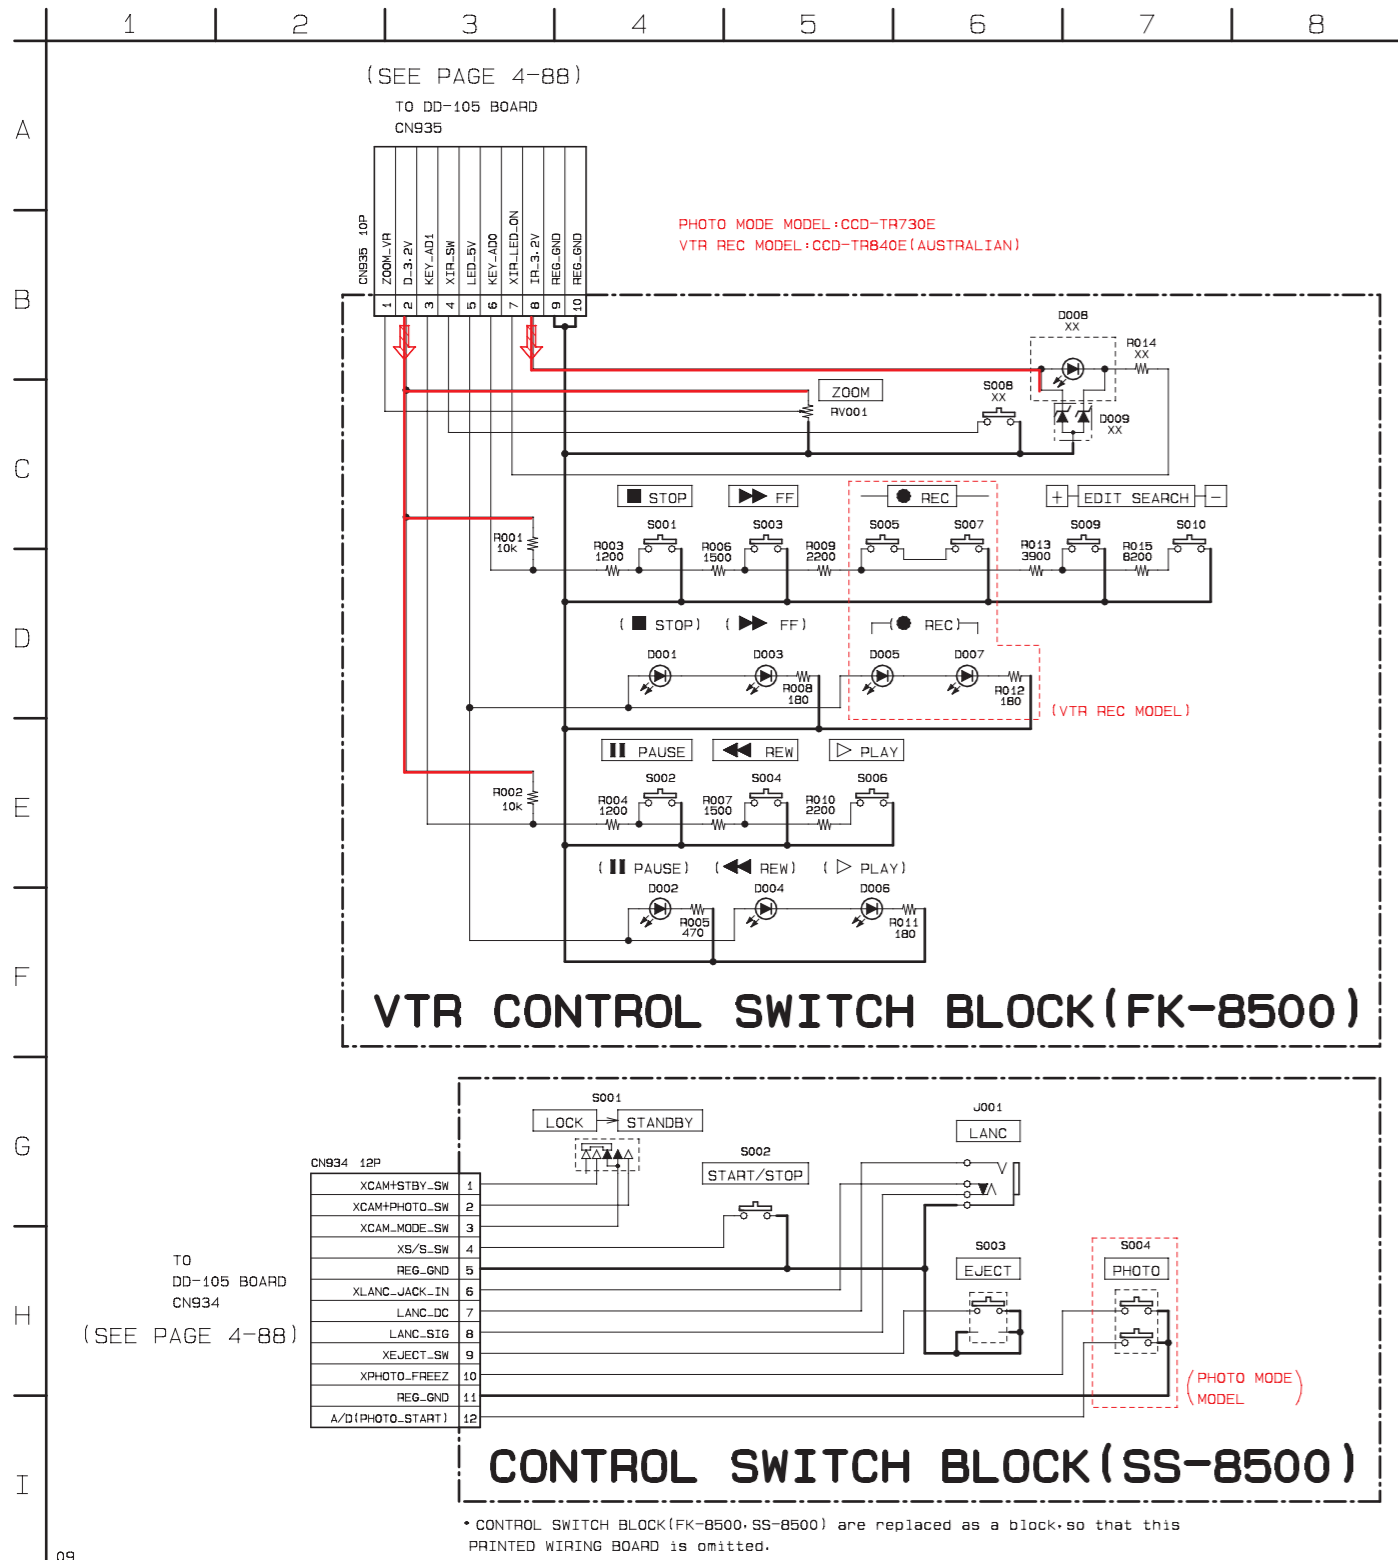 1 2 3 4 5 6 7 8
A
B
C
D
E
F
G
H
I
(SEE PAGE 4-88)
TO DD-105 BOARD
CN935
CN935 10P
ZOOM_VR
D_3.2V
KEY_AD1
XIR_SW
LED_5V
KEY_AD0
XIR_LED_ON
IR_3.2V
REG_GND
REG_GND
1 2 3 4 5 6 7 8 9 10
PHOTO MODE MODEL:CCD-TR730E
VTR REC MODEL:CCD-TR840E(AUSTRALIAN)
D008
XX
R014
XX
ZOOM
RV001
S008
XX
D009
XX
STOP
FF
REC
+ EDIT SEARCH -
S001 S003 S005 S007 S009 S010
R001
10k
R003
1200
R006
1500
R009
2200
R013
3900
R015
8200
( STOP) ( FF) ( REC)
D001 D003 D005 D007
R008
180
R012
180
(VTR REC MODEL)
PAUSE
REW
PLAY
S002 S004 S006
R002
10k
R004
1200
R007
1500
R010
2200
( PAUSE) ( REW) ( PLAY)
D002 D004 D006
R005
470
R011
180
VTR CONTROL SWITCH BLOCK(FK-8500)
S001
LOCK STANDBY
S002
START/STOP
J001
LANC
CN934 12P
XCAM+STBY_SW 1
XCAM+PHOTO_SW 2
XCAM_MODE_SW 3
XS/S_SW 4
REG_GND 5
XLANC_JACK_IN 6
LANC_DC 7
LANC_SIG 8
XEJECT_SW 9
XPHOTO_FREEZ 10
REG_GND 11
A/D(PHOTO_START) 12
TO
DD-105 BOARD
CN934
(SEE PAGE 4-88)
S003
EJECT
S004
PHOTO
(PHOTO MODE
MODEL)
CONTROL SWITCH BLOCK(SS-8500)
* CONTROL SWITCH BLOCK(FK-8500,SS-8500) are replaced as a block,so that this
PRINTED WIRING BOARD is omitted.
09